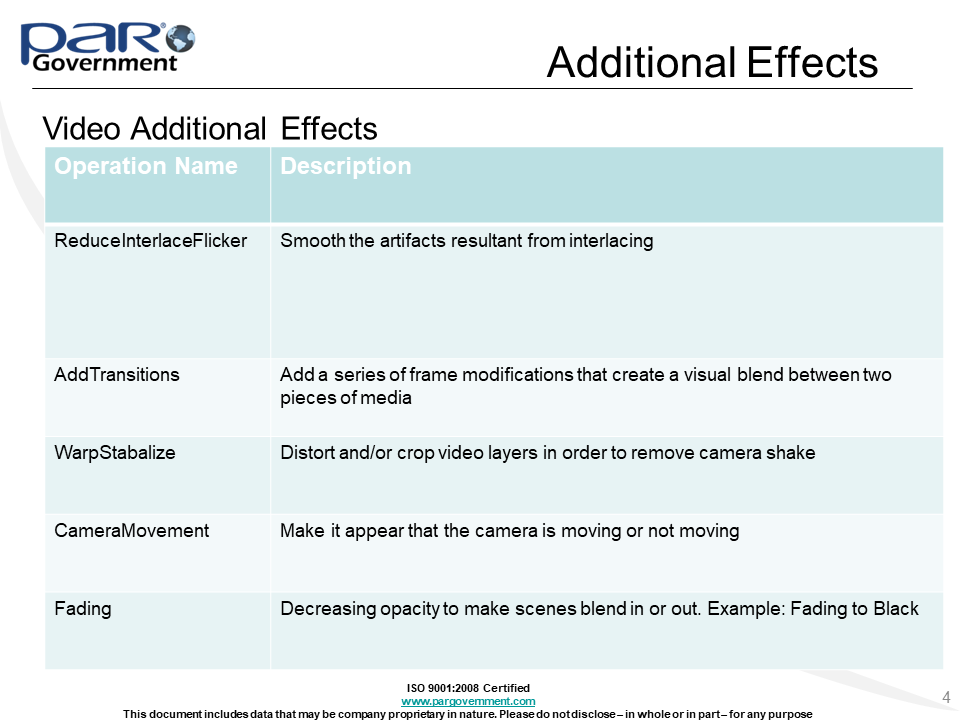 PAR®
Government
Additional Effects
Video Additional Effects
Operation Name
Description
ReduceInterlaceFlicker
Smooth the artifacts resultant from interlacing
AddTransitions
Add a series of frame modifications that create a visual blend between two
pieces of media
WarpStabalize
Distort and/or crop video layers in order to remove camera shake
CameraMovement
Make it appear that the camera is moving or not moving
Fading
Decreasing opacity to make scenes blend in or out. Example: Fading to Black
ISO 9001:2008 Certified
www.pargovernment.com
This document includes data that may be company proprietary in nature. Please do not disclose – in whole or in part – for any purpose
4